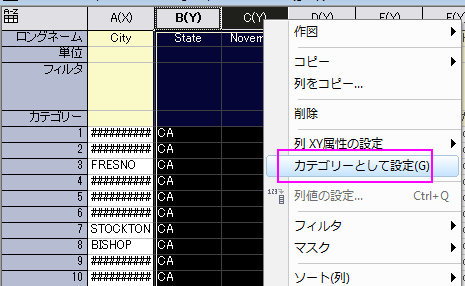 A(X) B(Y) C(Y) D(Y) E(Y) F(Y)
ロングネーム City State Novem
単位
フィルタ
カテゴリー
1 ########## CA
2 ########## CA
3 FRESNO CA
4 ########## CA
5 ########## CA
6 ########## CA
7 STOCKTON CA
8 BISHOP CA
9 ########## CA
10 ########## CA
作図
コピー
列をコピー...
削除
列 XY属性の設定
カテゴリーとして設定(G)
列値の設定... Ctrl+Q
フィルタ
マスク
ソート(列)